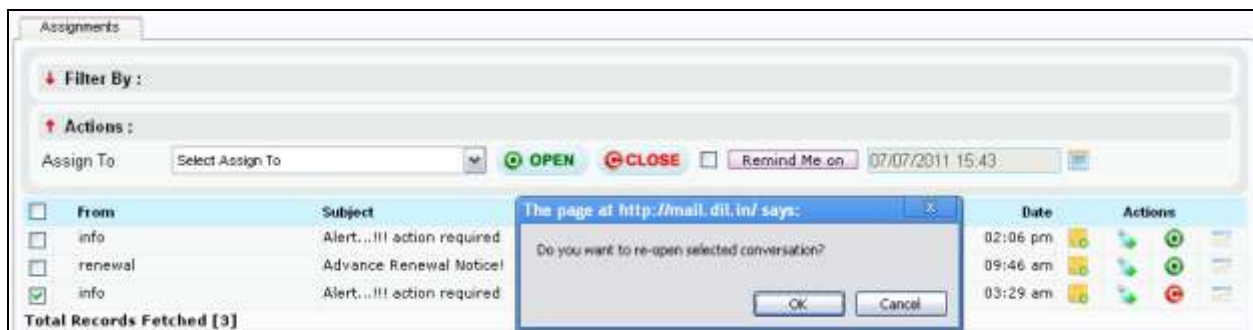 Assignments
Filter By :
Actions :
Assign To Select Assign To OPEN CLOSE Remind Me on 07/07/2011 15:43
From Subject Date Actions
The page at http://mail.dil.in/ says:
info Alert...!!! action required 02:06 pm
Do you want to re-open selected conversation?
renewal Advance Renewal Notice! 09:46 am
info Alert...!!! action required 03:29 am
OK Cancel
Total Records Fetched [3]